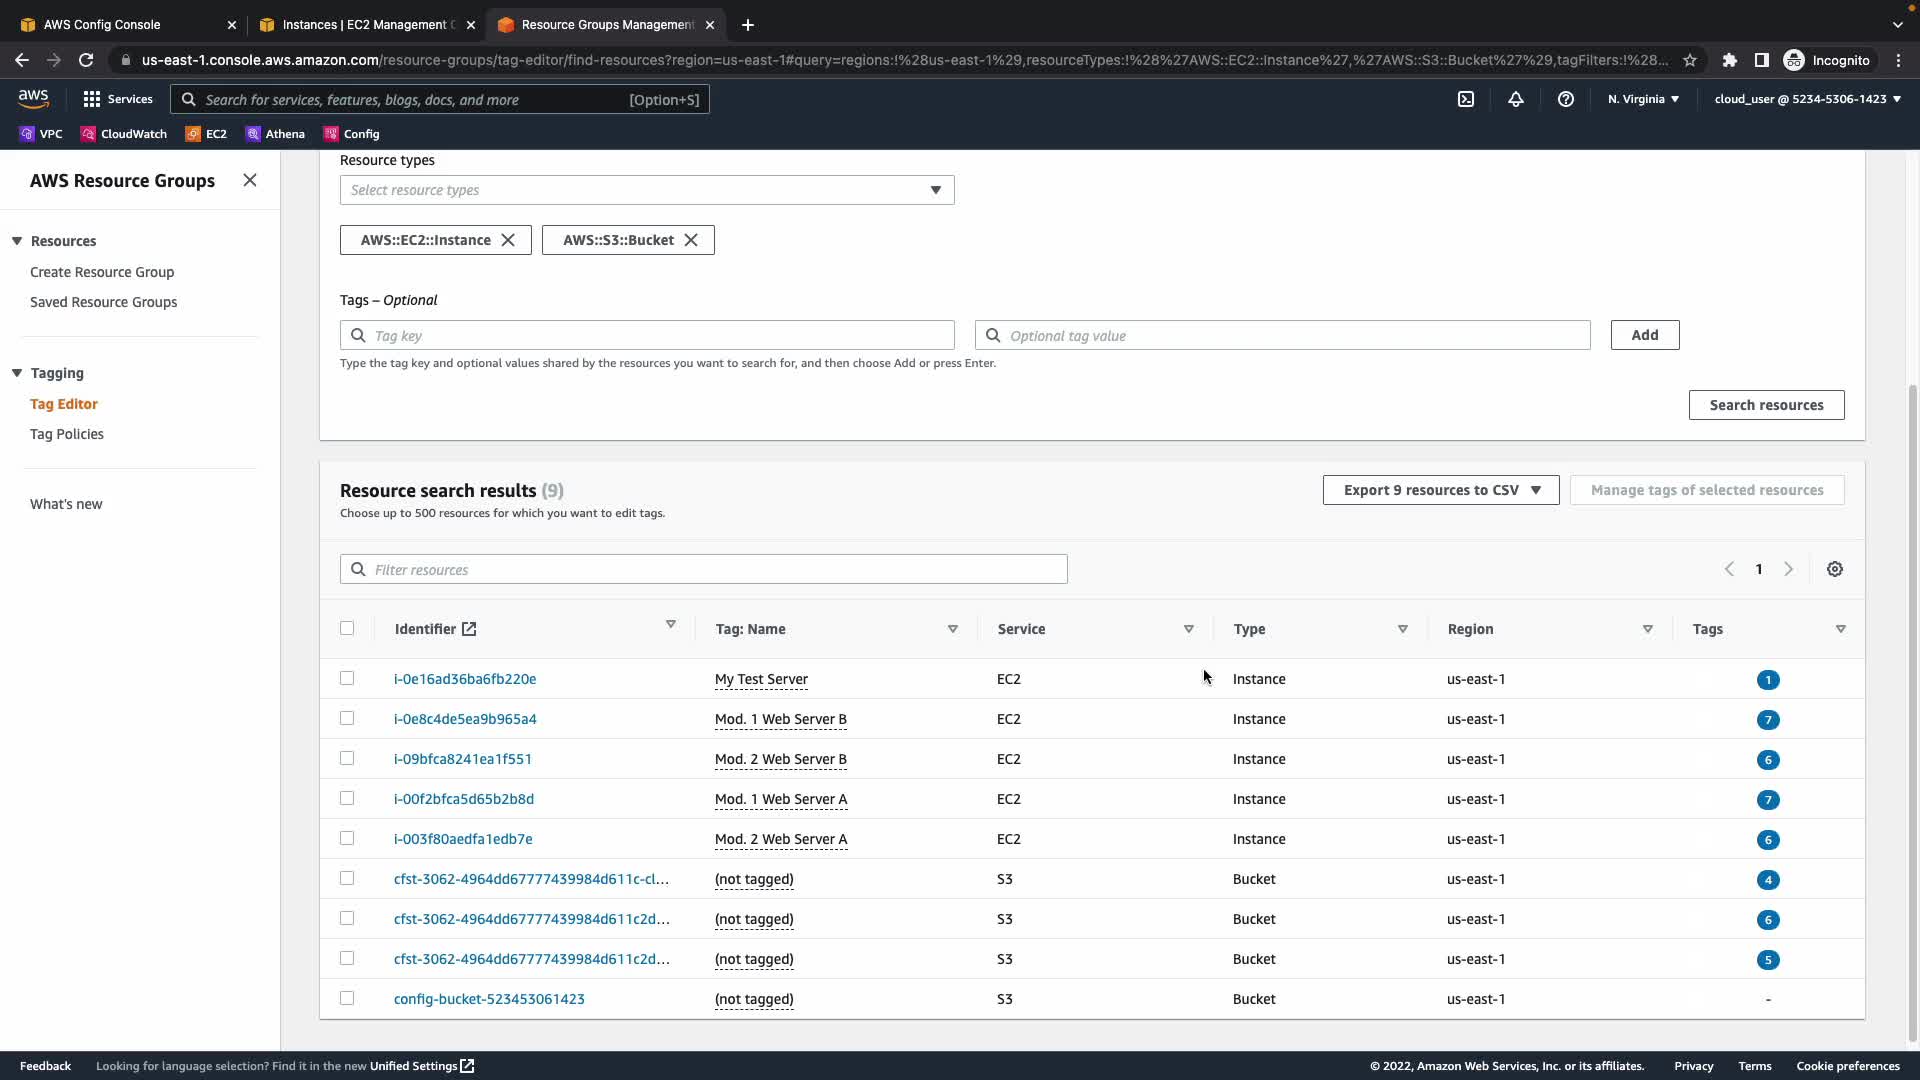 AWS Config Console
Instances | EC2 Management C
Resource Groups Management
us-east-1.console.aws.amazon.com/resource-groups/tag-editor/find-resources?region=us-east-1#query=regions:!%28us-east-1%29,resourceTypes:!%28%27AWS::EC2::Instance%27,%27AWS::S3::Bucket%27%29,tagFilters:!%28...
Incognito
aws
Services
Search for services, features, blogs, docs, and more
[Option+S]
N. Virginia
cloud_user @ 5234-5306-1423
VPC
CloudWatch
EC2
Athena
Config
AWS Resource Groups
Resources
Create Resource Group
Saved Resource Groups
Tagging
Tag Editor
Tag Policies
What's new
Resource types
Select resource types
AWS::EC2::Instance
AWS::S3::Bucket
Tags – Optional
Tag key
Optional tag value
Add
Type the tag key and optional values shared by the resources you want to search for, and then choose Add or press Enter.
Search resources
Resource search results (9)
Choose up to 500 resources for which you want to edit tags.
Export 9 resources to CSV
Manage tags of selected resources
Filter resources
1
Identifier Tag: Name Service Type Region Tags
i-0e16ad36ba6fb220e My Test Server EC2 Instance us-east-1 1
i-0e8c4de5ea9b965a4 Mod. 1 Web Server B EC2 Instance us-east-1 7
i-09bfca8241ea1f551 Mod. 2 Web Server B EC2 Instance us-east-1 6
i-00f2bfca5d65b2b8d Mod. 1 Web Server A EC2 Instance us-east-1 7
i-003f80aedfa1edb7e Mod. 2 Web Server A EC2 Instance us-east-1 6
cfst-3062-4964dd67777439984d611c-cl... (not tagged) S3 Bucket us-east-1 4
cfst-3062-4964dd67777439984d611c2d... (not tagged) S3 Bucket us-east-1 6
cfst-3062-4964dd67777439984d611c2d... (not tagged) S3 Bucket us-east-1 5
config-bucket-523453061423 (not tagged) S3 Bucket us-east-1 -
Feedback
Looking for language selection? Find it in the new Unified Settings
© 2022, Amazon Web Services, Inc. or its affiliates.
Privacy
Terms
Cookie preferences